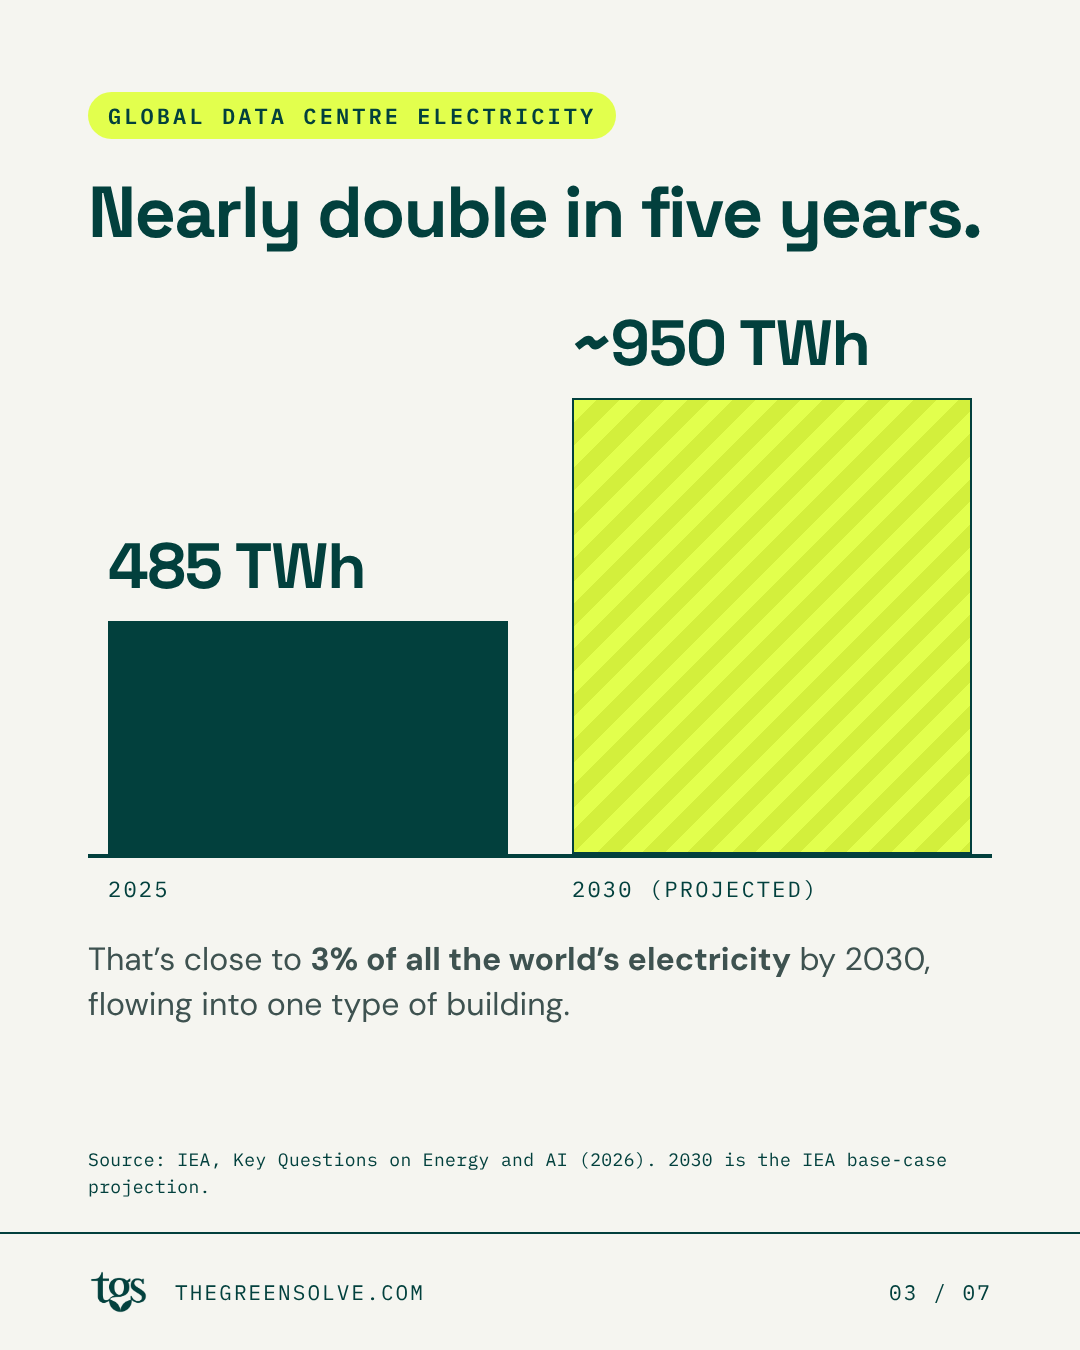 GLOBAL DATA CENTRE ELECTRICITY
Nearly double in five years.
~950 TWh
485 TWh
2025
2030 (PROJECTED)
That’s close to 3% of all the world’s electricity by 2030,
flowing into one type of building.
Source: IEA, Key Questions on Energy and AI (2026). 2030 is the IEA base-case
projection.
tgs
THEGREENSOLVE.COM
03 / 07